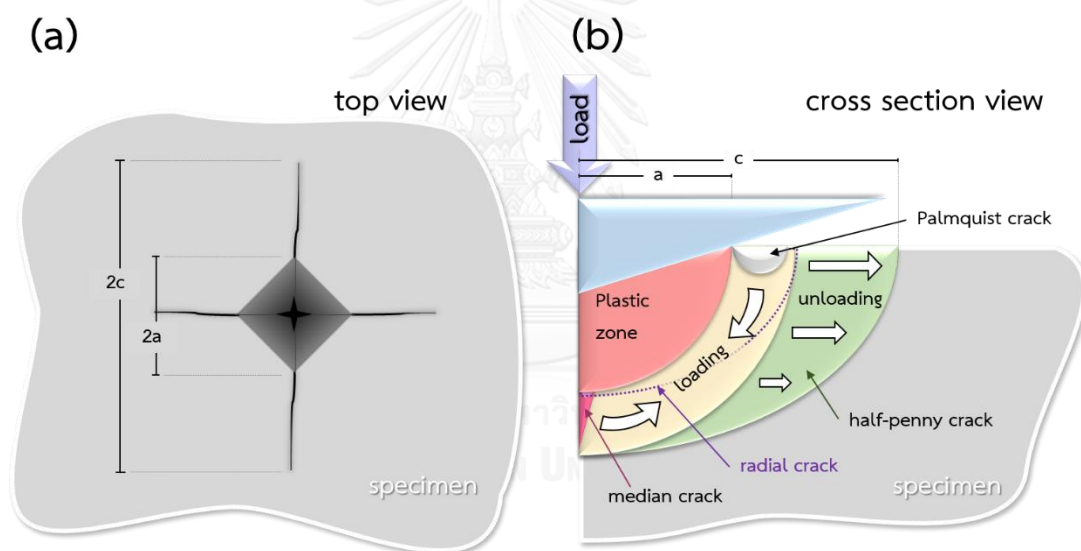 (a)
top view
2c
2a
specimen
(b)
load
cross section view
c
a
Palmquist crack
Plastic
zone
unloading
loading
half-penny crack
radial crack
median crack
specimen